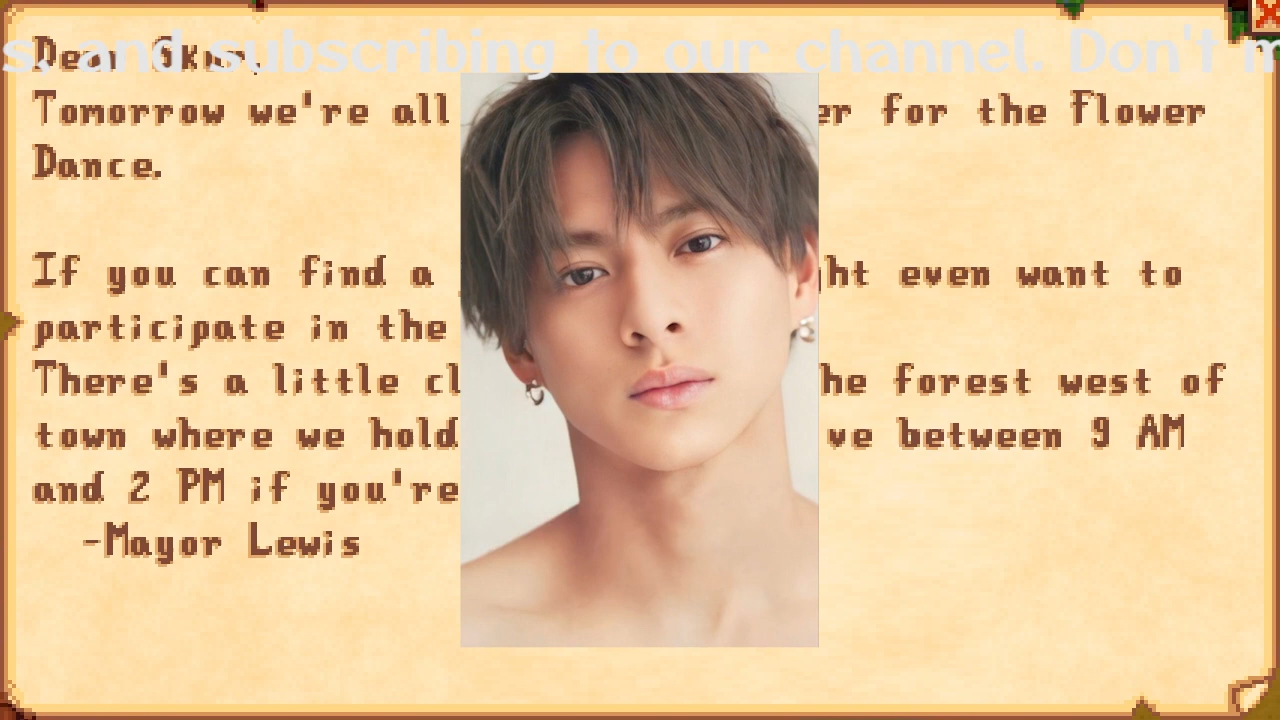 s, and subscribing to our channel. Don't m
Dear
Tomorrow we're all er for the Flower
Dance.
If you can find a ht even want to
participate in the
There's a little cl he forest west of
town where we hold ve between 9 AM
and 2 PM if you're
-Mayor Lewis